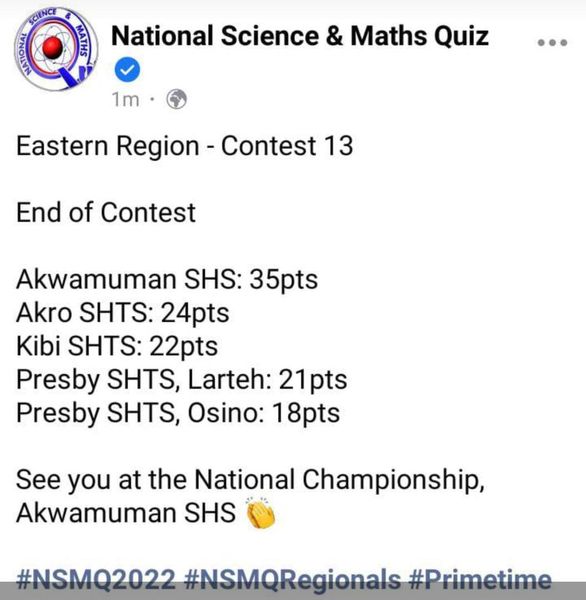 NATIONAL SCIENCE & MATHS
National Science & Maths Quiz
1m ·
Eastern Region - Contest 13
End of Contest
Akwamuman SHS: 35pts
Akro SHTS: 24pts
Kibi SHTS: 22pts
Presby SHTS, Larteh: 21pts
Presby SHTS, Osino: 18pts
See you at the National Championship,
Akwamuman SHS 👏
#NSMQ2022 #NSMQRegionals #Primetime